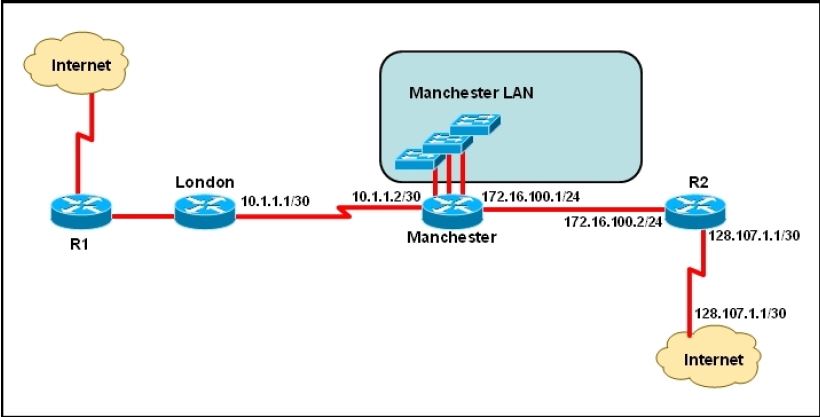 Internet
Manchester LAN
London
10.1.1.1/30
10.1.1.2/30
172.16.100.1/24
R2
R1
Manchester
172.16.100.2/24
128.107.1.1/30
128.107.1.1/30
Internet